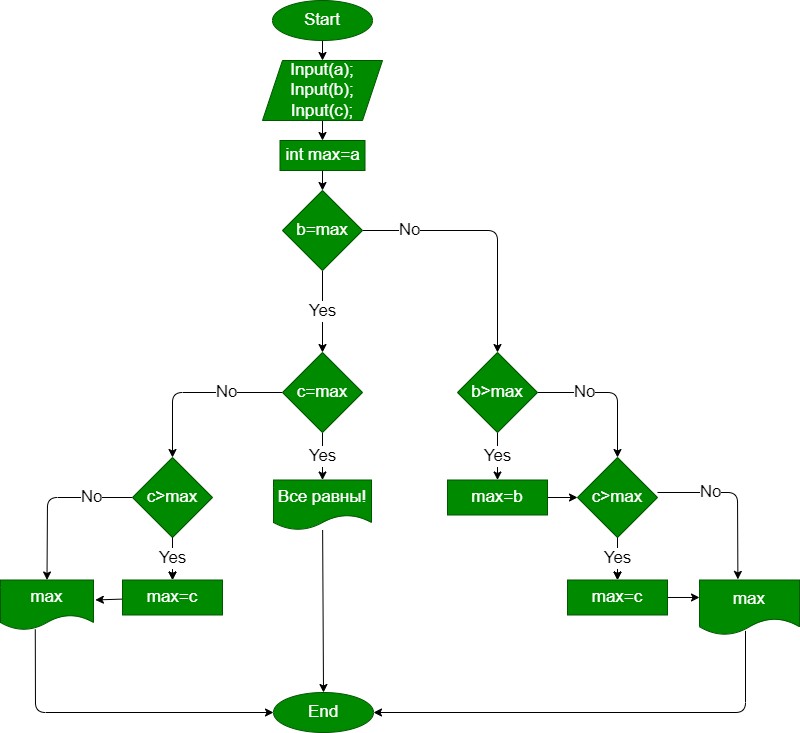 Start
Input(a);
Input(b);
Input(c);
int max=a
b=max
No
Yes
No
c=max
b>max
No
Yes
Yes
No
c>max
Все равны!
max=b
c>max
No
Yes
Yes
max
max=c
max=c
max
End